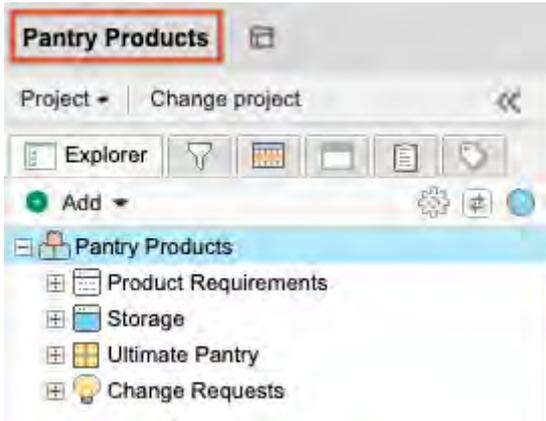 Pantry Products
Project Change project
Explorer
Add
Pantry Products
Product Requirements
Storage
Ultimate Pantry
Change Requests